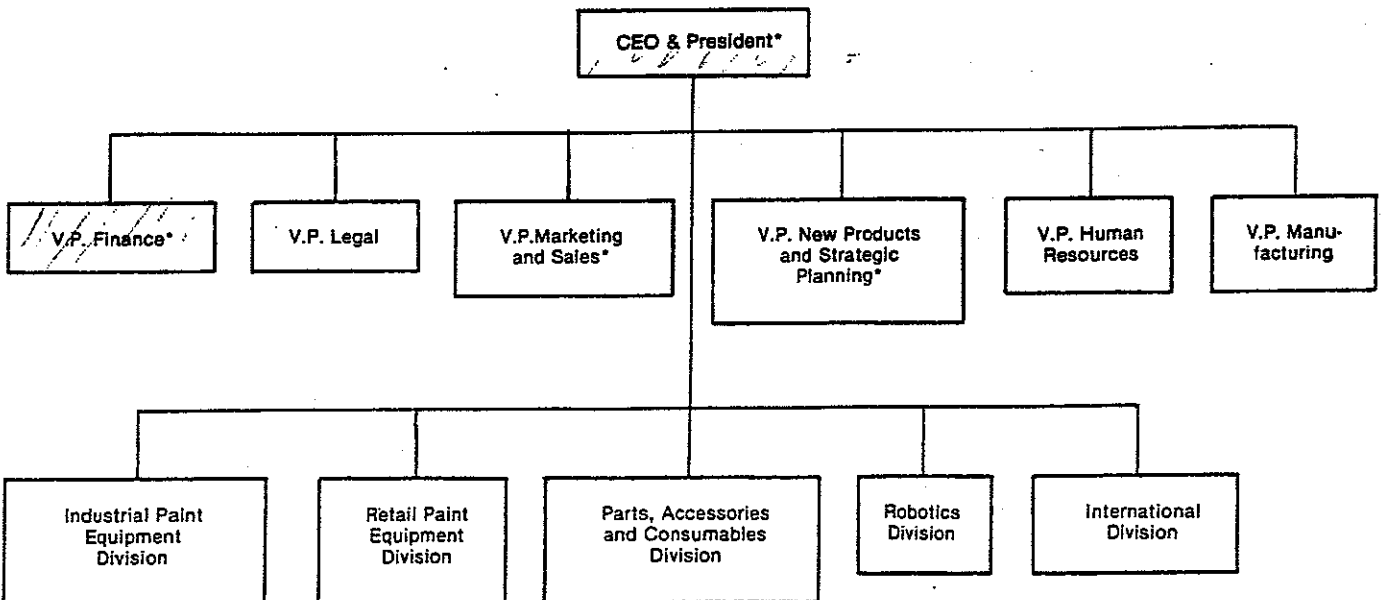 CEO & President*
V.P. Finance*
V.P. Legal
V.P.Marketing
and Sales*
V.P. New Products
and Strategic
Planning*
V.P. Human
Resources
V.P. Manu-
facturing
Industrial Paint
Equipment
Division
Retail Paint
Equipment
Division
Parts, Accessories
and Consumables
Division
Robotics
Division
International
Division